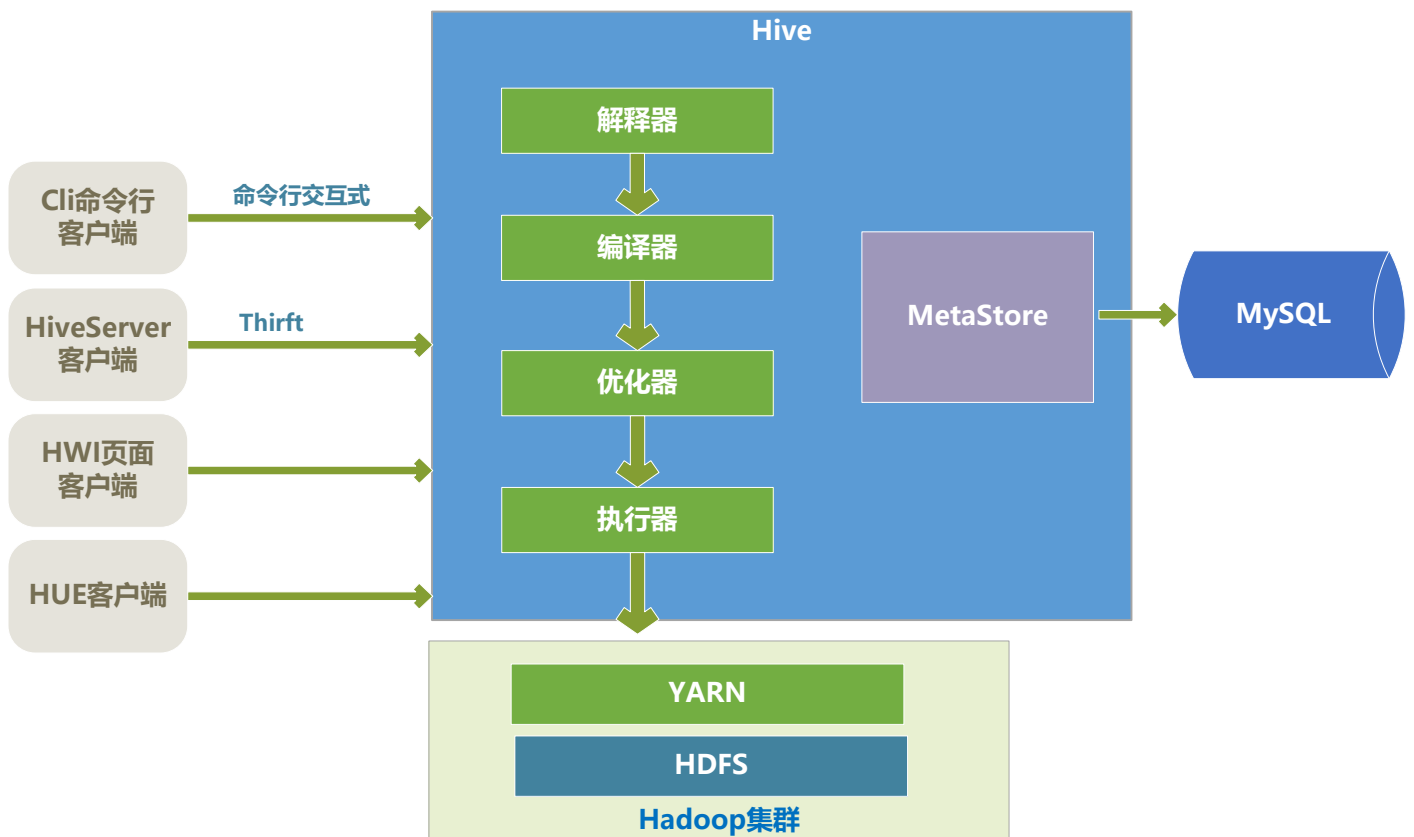 Hive
解释器
Cli命令行
客户端
命令行交互式
编译器
HiveServer
客户端
Thirft
MetaStore
MySQL
优化器
HWI页面
客户端
执行器
HUE客户端
YARN
HDFS
Hadoop集群